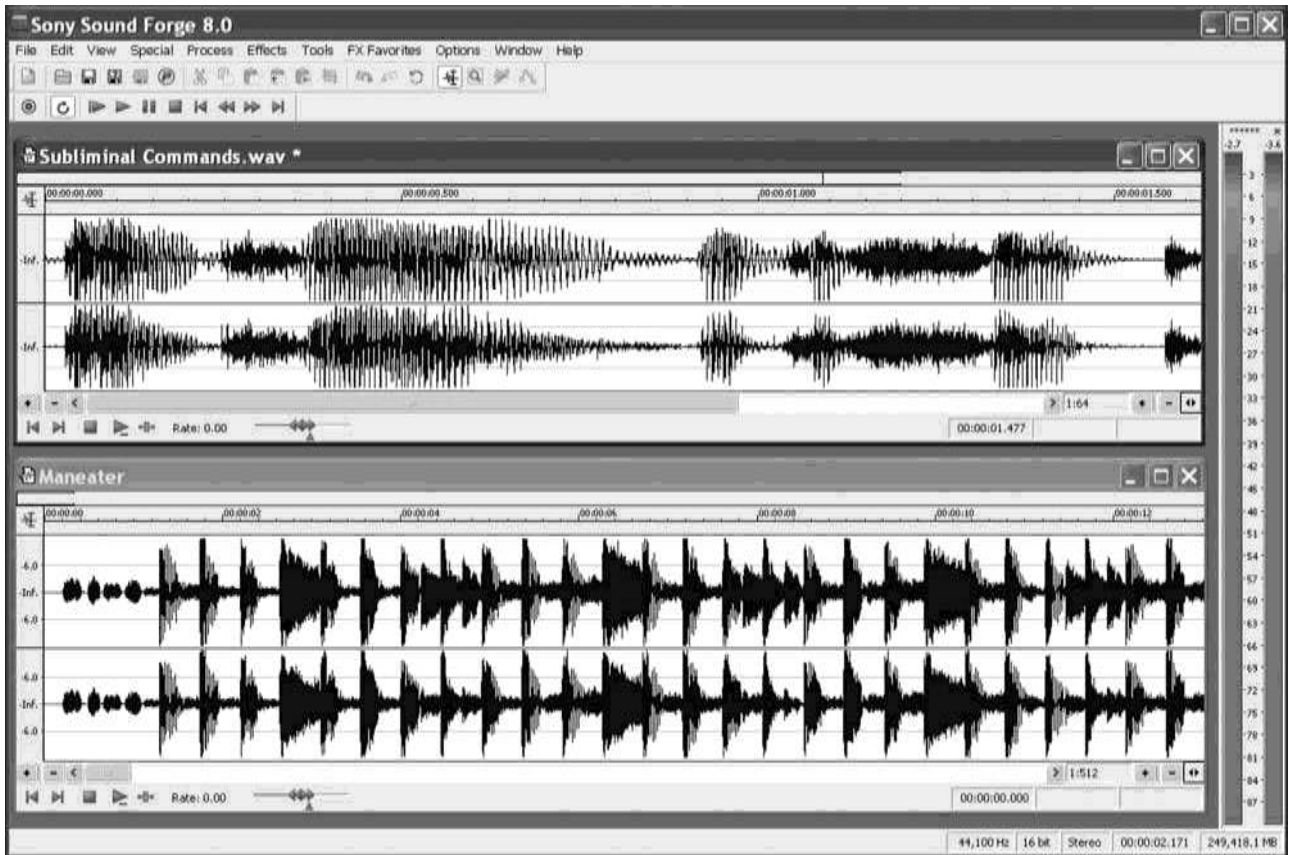 Sony Sound Forge 8.0
File Edit View Special Process Effects Tools FX Favorites Options Window Help
Subliminal Commands.wav *
-2.7 -3.6
00:00:00.000 00:00:00.500 00:00:01.000 00:00:01.500
-Inf.
-Inf.
1:64
Rate: 0.00 00:00:01.477
Maneater
00:00:00 00:00:02 00:00:04 00:00:06 00:00:08 00:00:10 00:00:12
-6.0
-Inf.
-6.0
-6.0
-Inf.
-6.0
1:512
Rate: 0.00 00:00:00.000
3
6
9
12
15
18
21
24
27
30
33
36
39
42
45
48
51
54
57
60
63
66
69
72
75
78
81
84
87
44,100 Hz 16 bit Stereo 00:00:02.171 249,418.1 MB